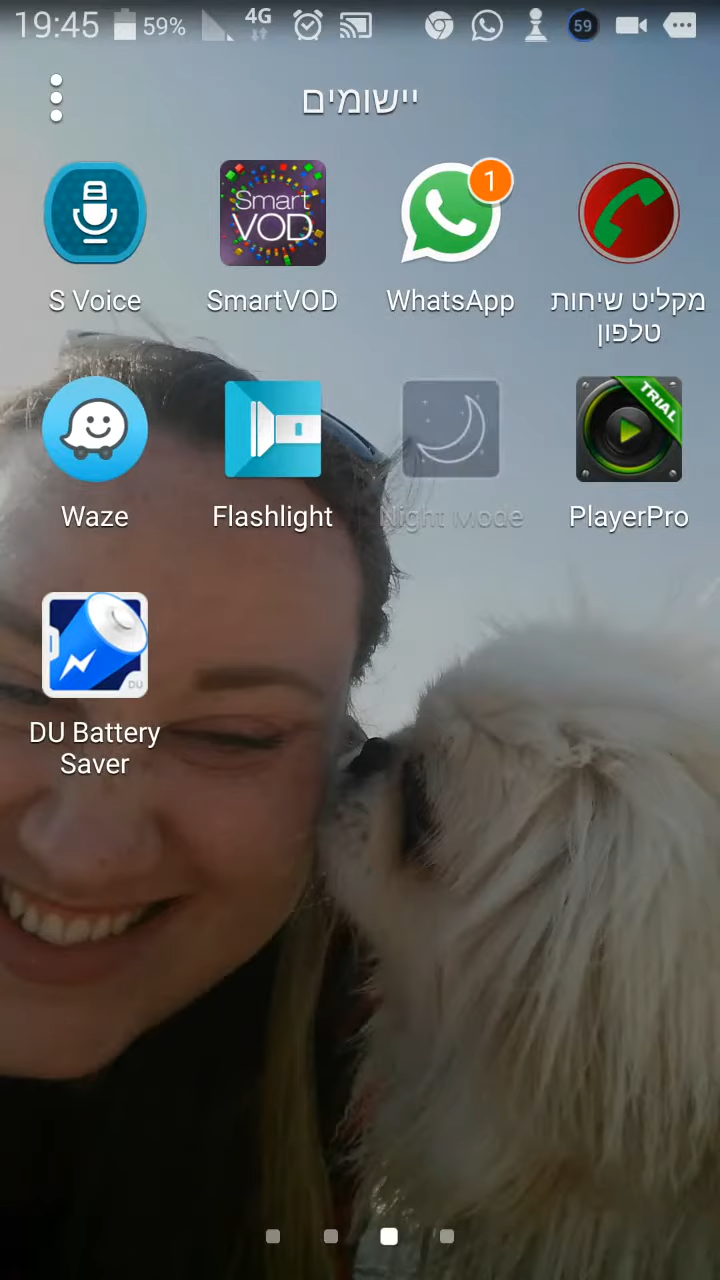 19:45 59% 4G 59
יישומים
Smart
VOD
1
TRIAL
S Voice
SmartVOD
WhatsApp
מקליט שיחות
טלפון
Waze
Flashlight
Night Mode
PlayerPro
DU
DU Battery
Saver